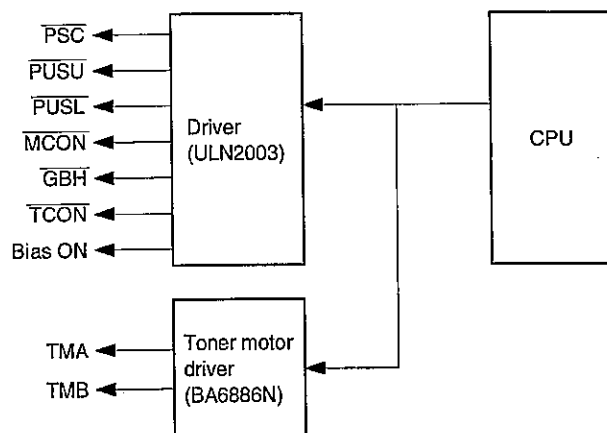 PSC
PUSU
PUSL
MCON
GBH
TCON
Bias ON
Driver
(ULN2003)
CPU
TMA
TMB
Toner motor
driver
(BA6886N)